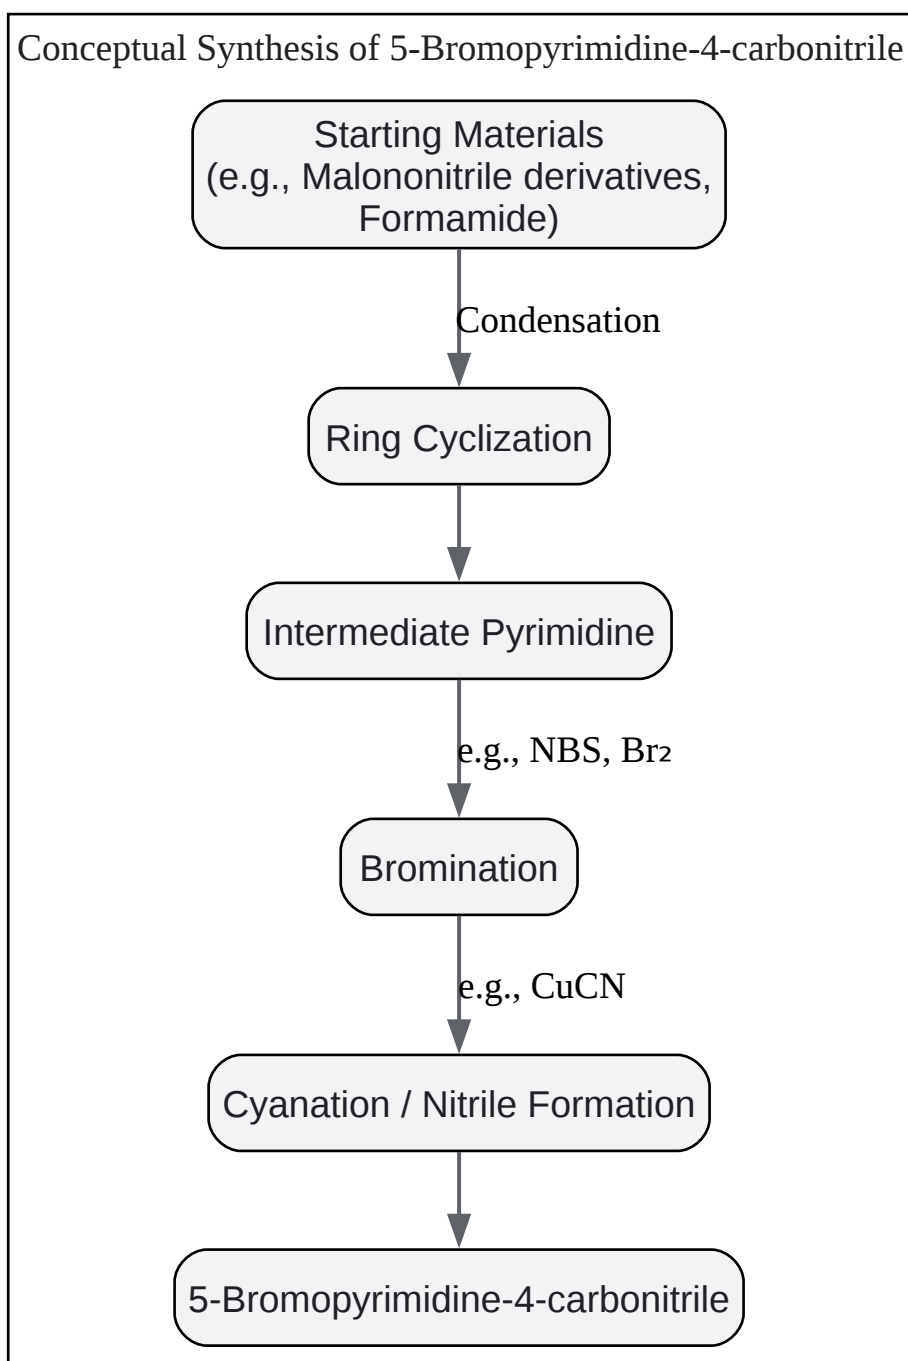 Conceptual Synthesis of 5-Bromopyrimidine-4-carbonitrile
Starting Materials
(e.g., Malononitrile derivatives,
Formamide)
Condensation
Ring Cyclization
Intermediate Pyrimidine
e.g., NBS, Br₂
Bromination
e.g., CuCN
Cyanation / Nitrile Formation
5-Bromopyrimidine-4-carbonitrile